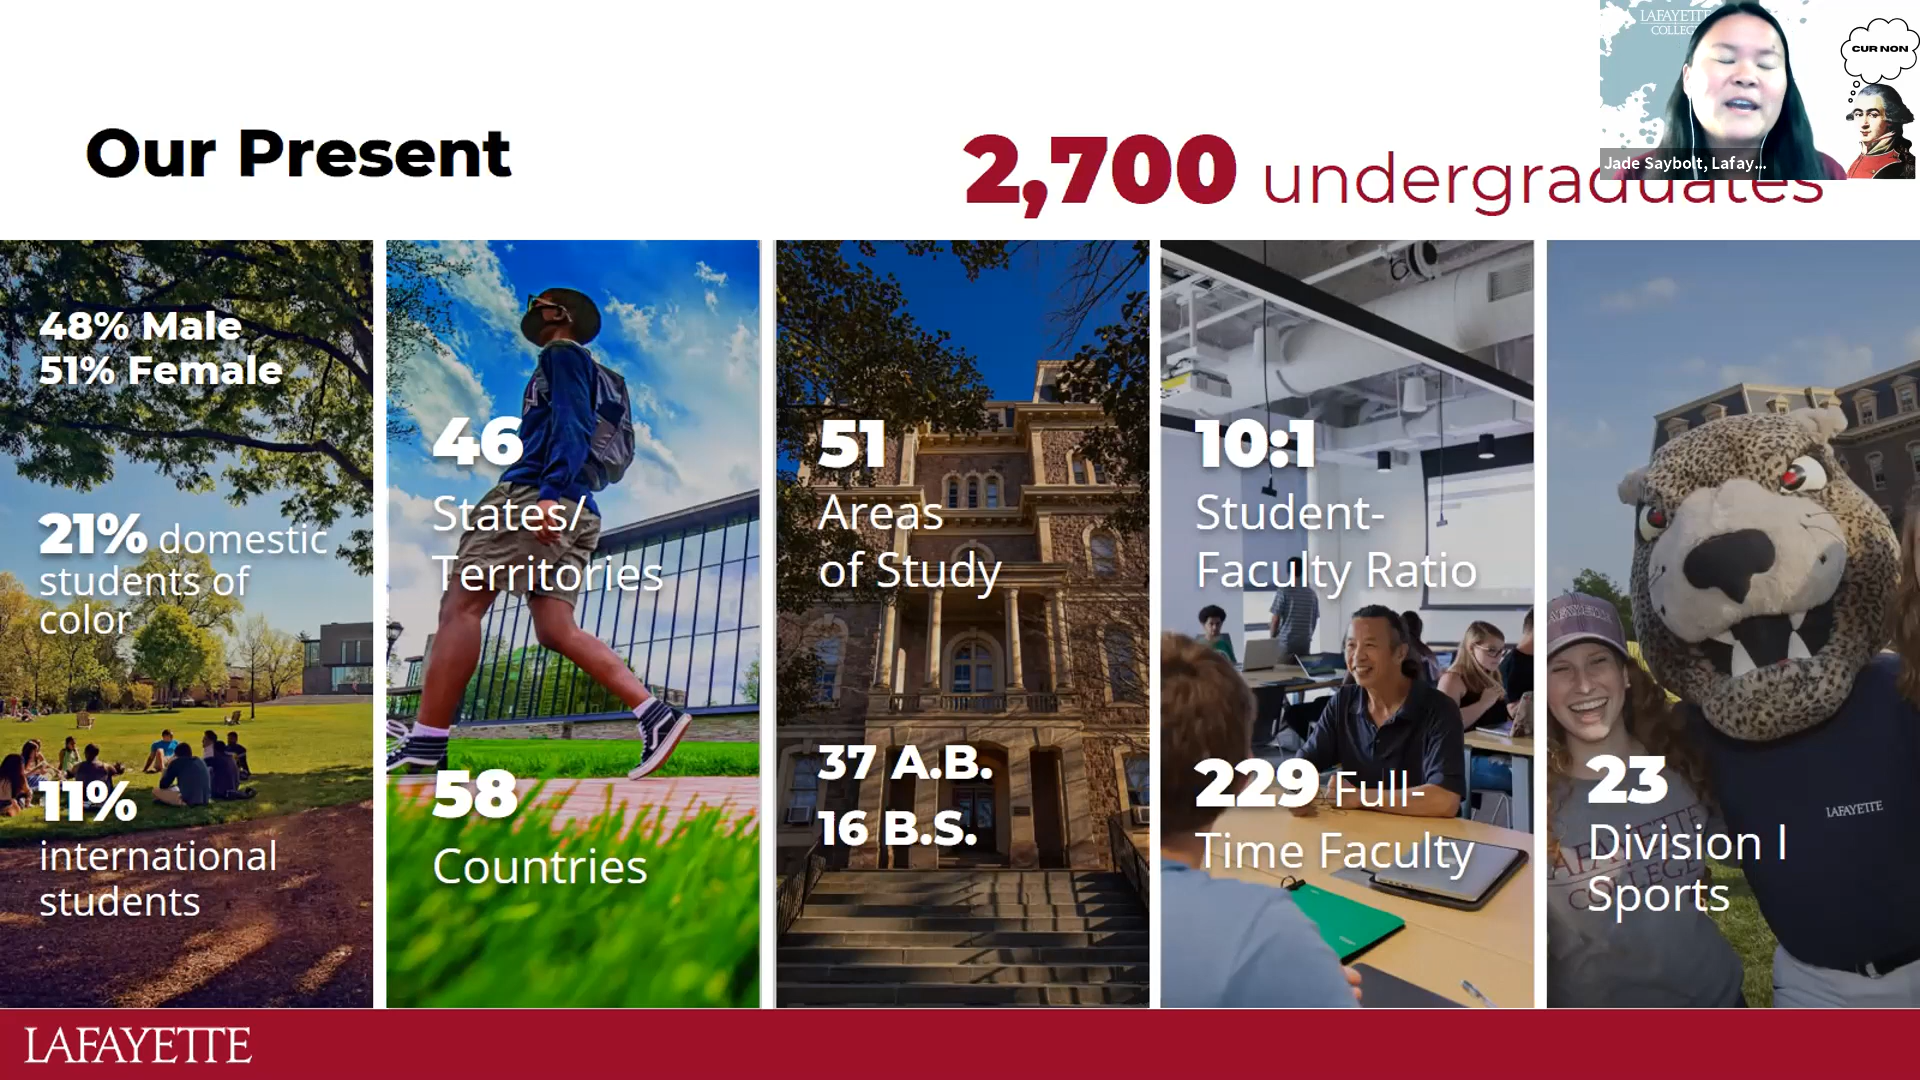 LAFAYETTE
COLLEGE
CUR NON
Jade Saybolt, Lafay...
Our Present
2,700 undergraduates
48% Male
51% Female
21% domestic
students of
color
11%
international
students
46
States/
Territories
58
Countries
51
Areas
of Study
37 A.B.
16 B.S.
10:1
Student-
Faculty Ratio
229 Full-
Time Faculty
LAFAYETTE
23
Division I
Sports
LAFAYETTE